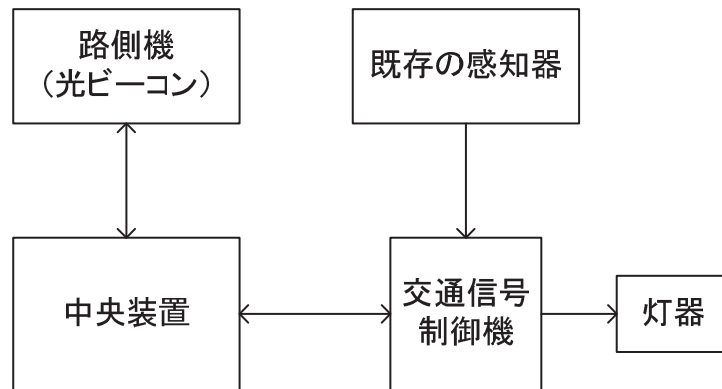 路側機
（光ビーコン）
既存の感知器
中央装置
交通信号
制御機
灯器